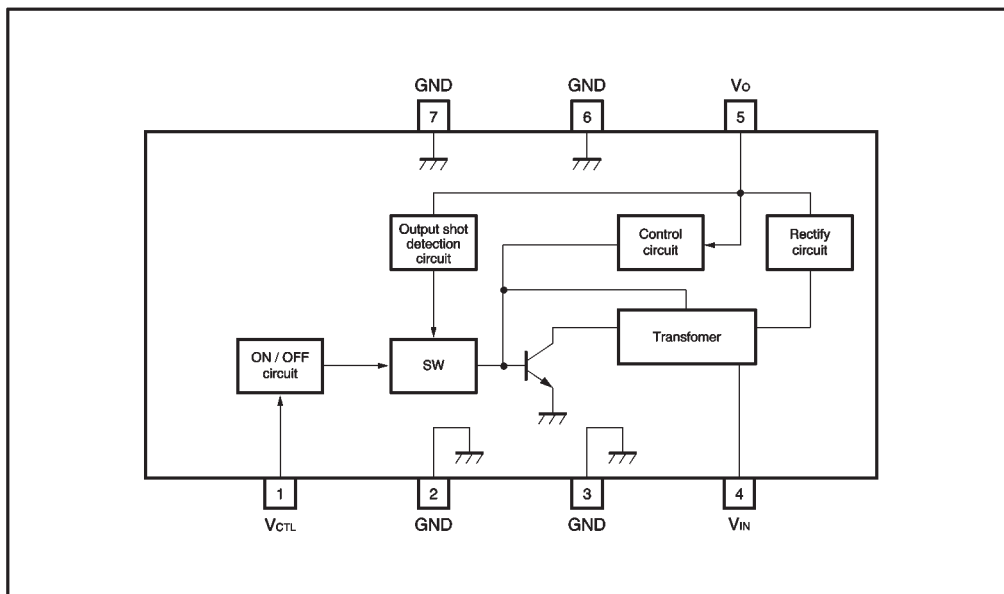 GND
GND
Vo
7
6
5
Output shot
detection
circuit
Control
circuit
Rectify
circuit
Transfomer
ON / OFF
circuit
SW
1
2
3
4
VCTL
GND
GND
VIN